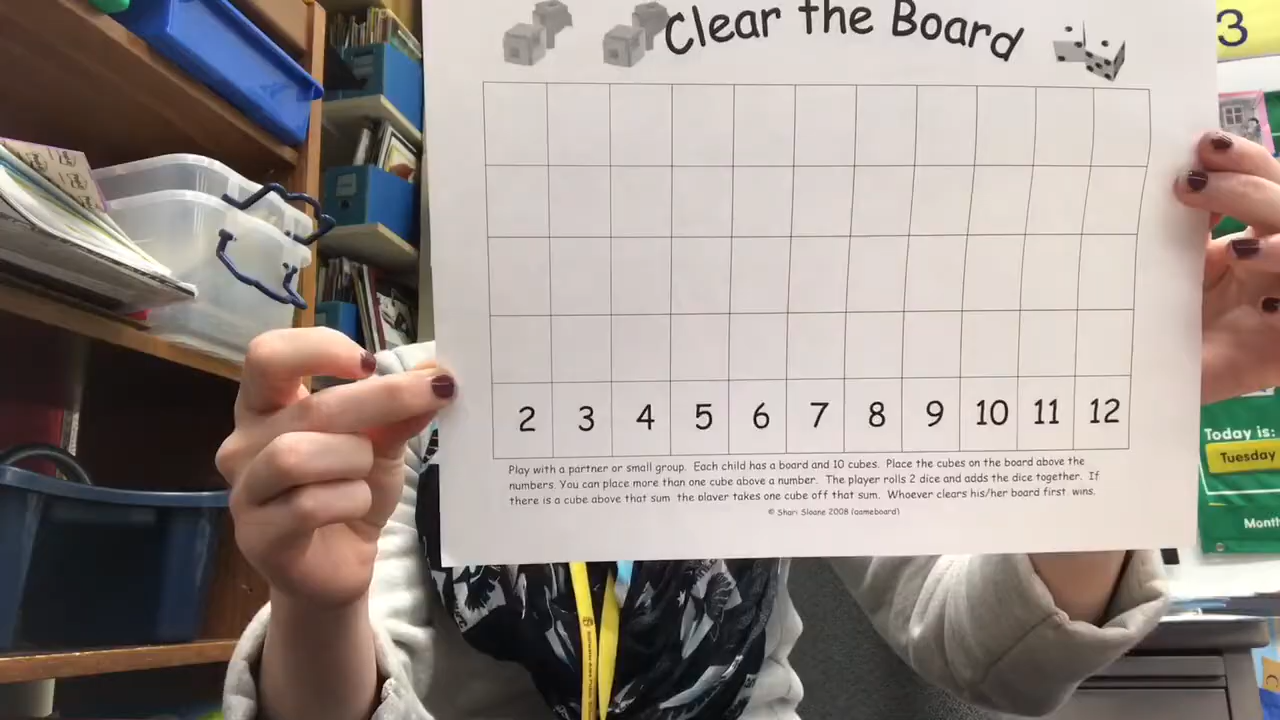 Clear the Board
3
2 3 4 5 6 7 8 9 10 11 12
Play with a partner or small group. Each child has a board and 10 cubes. Place the cubes on the board above the
numbers. You can place more than one cube above a number. The player rolls 2 dice and adds the dice together. If
there is a cube above that sum the player takes one cube off that sum. Whoever clears his/her board first wins.
© Shari Sloane 2008 (gameboard)
Today is:
Tuesday
Month